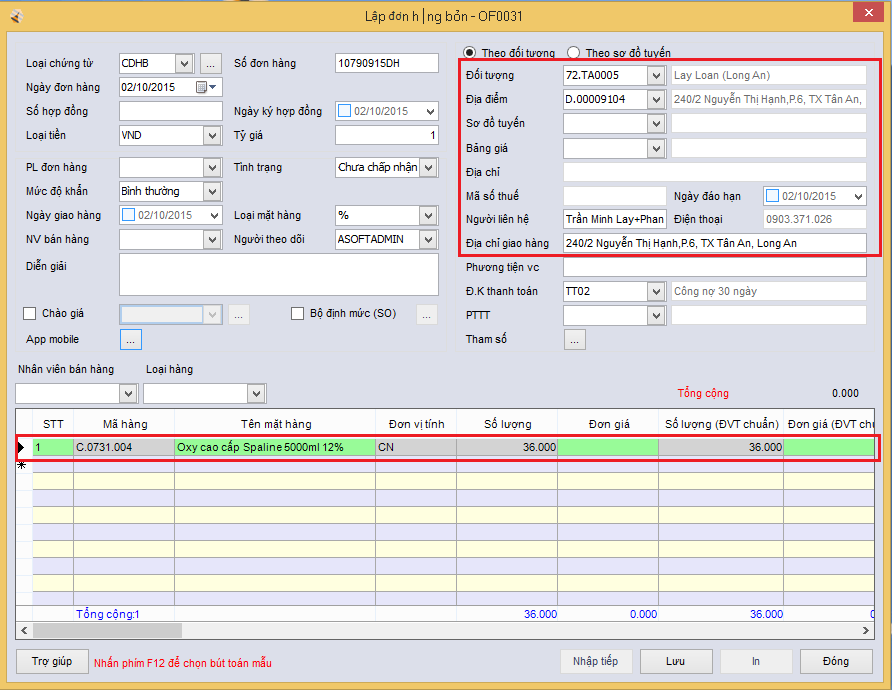 Lập đơn h│ng bỏn - OF0031
Theo đối tượng Theo sơ đồ tuyến
Loại chứng từ CDHB ... Số đơn hàng 10790915DH
Đối tượng 72.TA0005 Lay Loan (Long An)
Ngày đơn hàng 02/10/2015
Địa điểm D.00009104 240/2 Nguyễn Thị Hạnh,P.6, TX Tân An,
Số hợp đồng Ngày ký hợp đồng 02/10/2015
Sơ đồ tuyến
Loại tiền VND Tỷ giá 1
Bảng giá
PL đơn hàng Tình trạng Chưa chấp nhận
Địa chỉ
Mức độ khẩn Bình thường
Mã số thuế Ngày đáo hạn 02/10/2015
Ngày giao hàng 02/10/2015 Loại mặt hàng %
Người liên hệ Trần Minh Lay+Phan Điện thoại 0903.371.026
NV bán hàng Người theo dõi ASOFTADMIN
Địa chỉ giao hàng 240/2 Nguyễn Thị Hạnh,P.6, TX Tân An, Long An
Diễn giải
Phương tiện vc
Đ.K thanh toán TT02 Công nợ 30 ngày
Chào giá ... Bộ định mức (SO) ...
PTTT
App mobile ...
Tham số ...
Nhân viên bán hàng Loại hàng
Tổng cộng 0.000
STT Mã hàng Tên mặt hàng Đơn vị tính Số lượng Đơn giá Số lượng (ĐVT chuẩn) Đơn giá (ĐVT chu
1 C.0731.004 Oxy cao cấp Spaline 5000ml 12% CN 36.000 36.000
Tổng cộng:1 36.000 0.000 36.000 0
Trợ giúp Nhấn phím F12 để chọn bút toán mẫu Nhập tiếp Lưu In Đóng